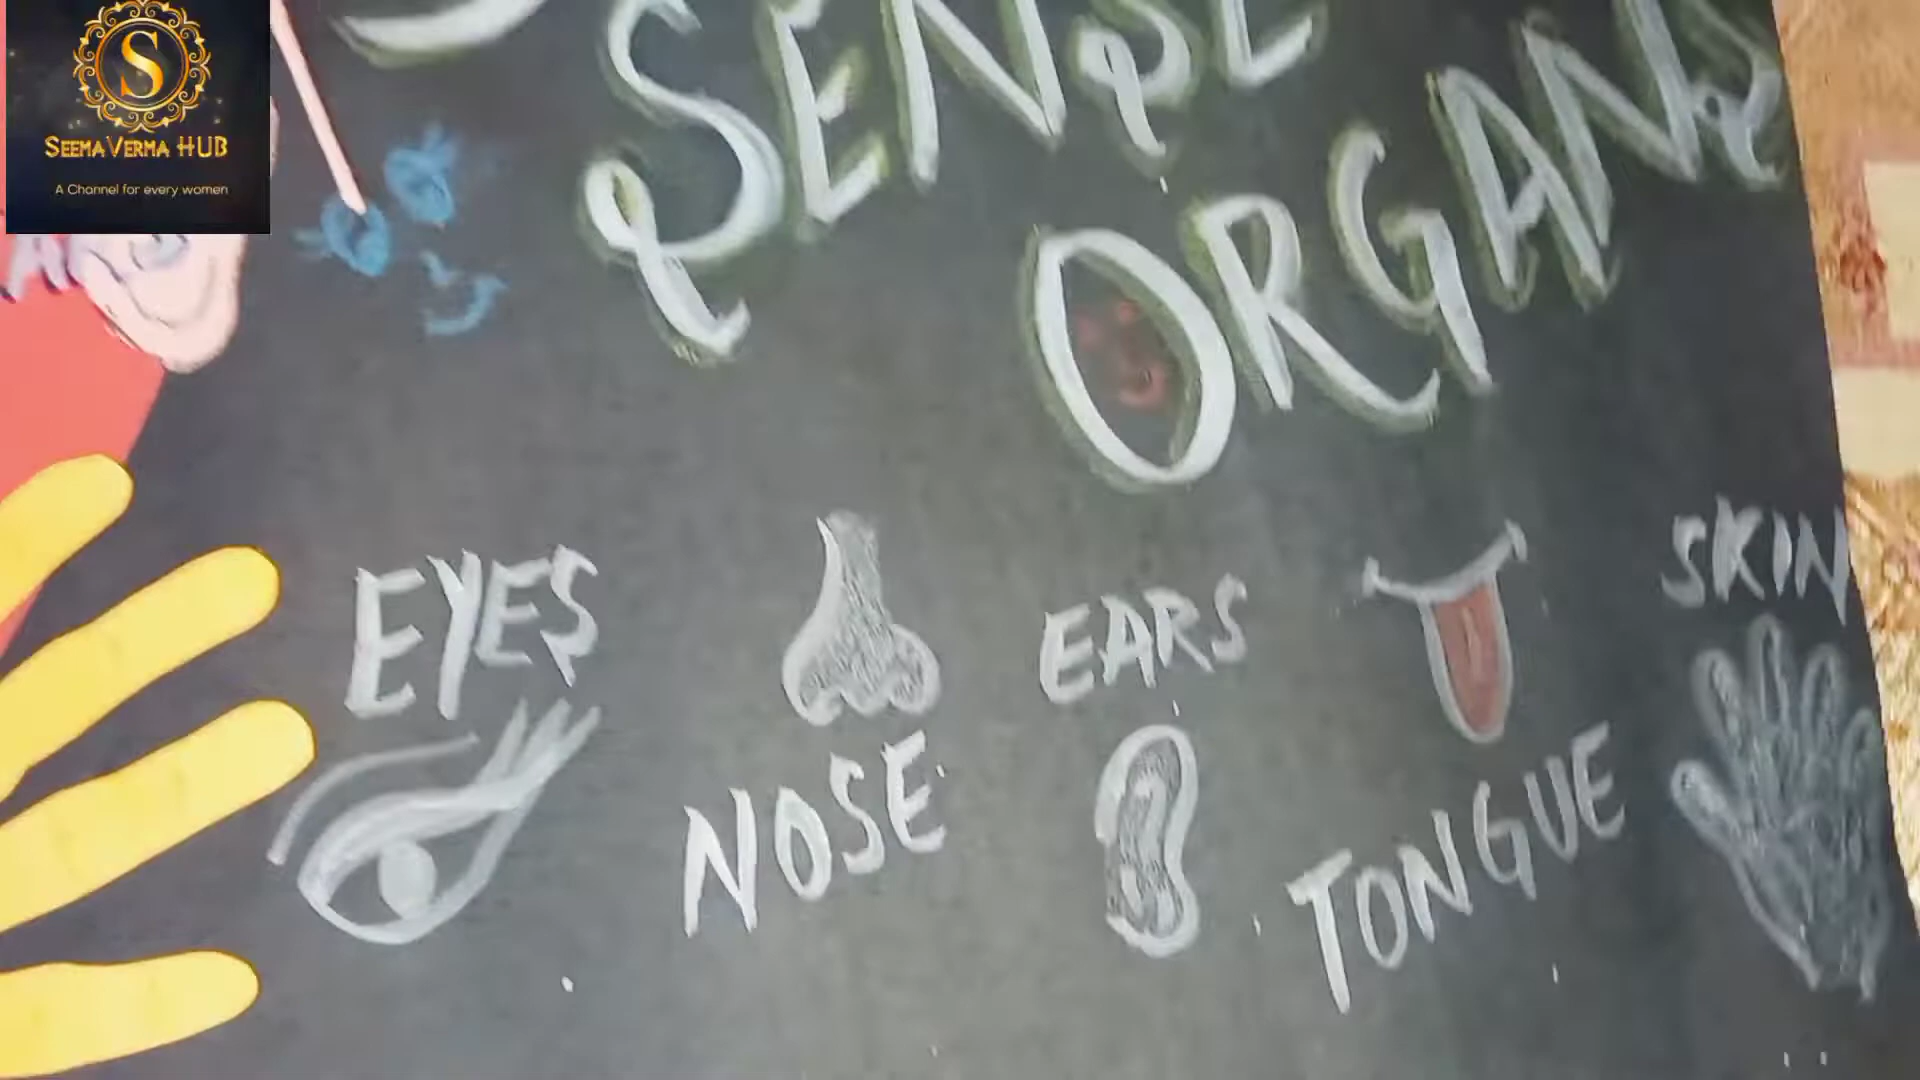 S
SEEMAVERMA HUB
A Channel for every women
SENSE
ORGANS
EYES
NOSE
EARS
TONGUE
SKIN